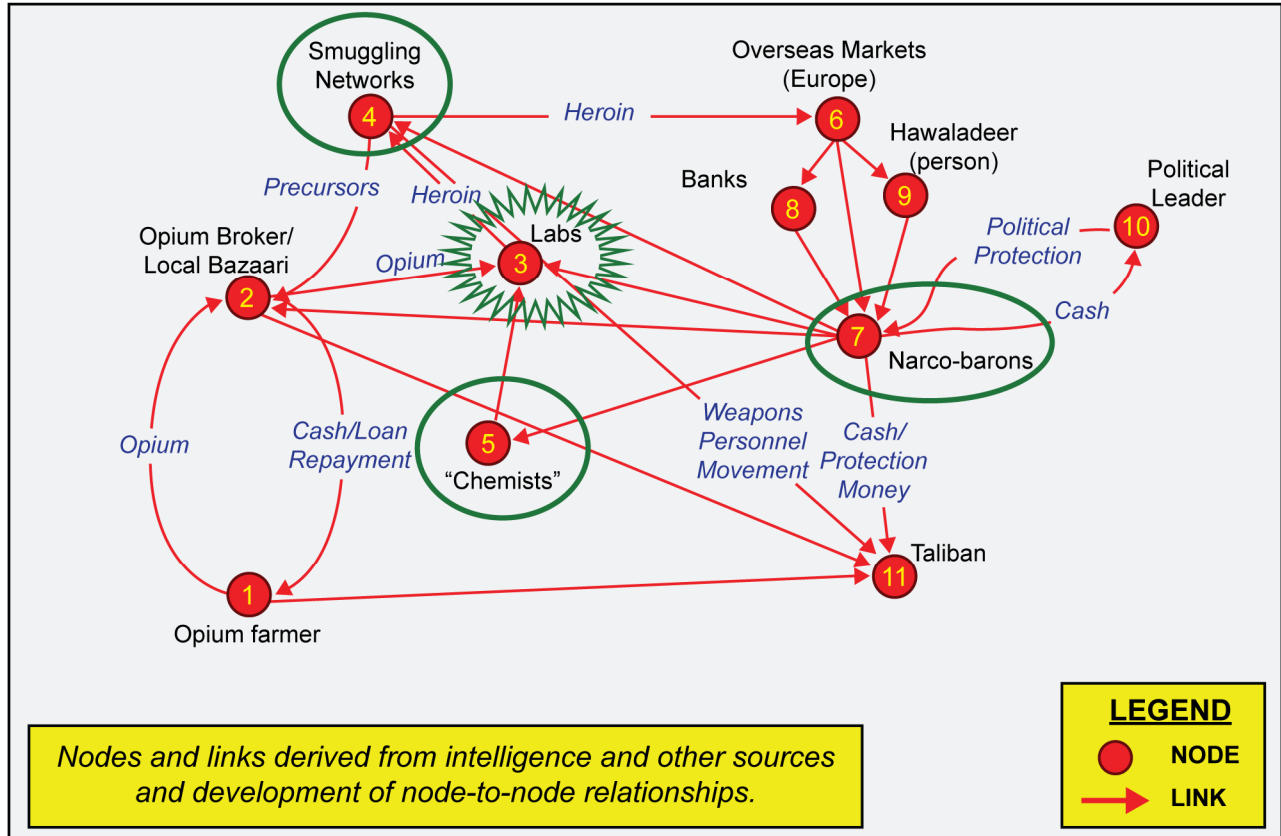 Smuggling
Networks
4
Heroin
Overseas Markets
(Europe)
6
Hawaladeer
(person)
9
Banks
8
Political
Leader
10
Political
Protection
Precursors
Heroin
Labs
3
Opium Broker/
Local Bazaari
2
Opium
7
Narco-barons
Cash
Opium
Cash/Loan
Repayment
5
“Chemists”
Weapons
Personnel
Movement
Cash/
Protection
Money
Taliban
11
1
Opium farmer
Nodes and links derived from intelligence and other sources
and development of node-to-node relationships.
LEGEND
NODE
LINK